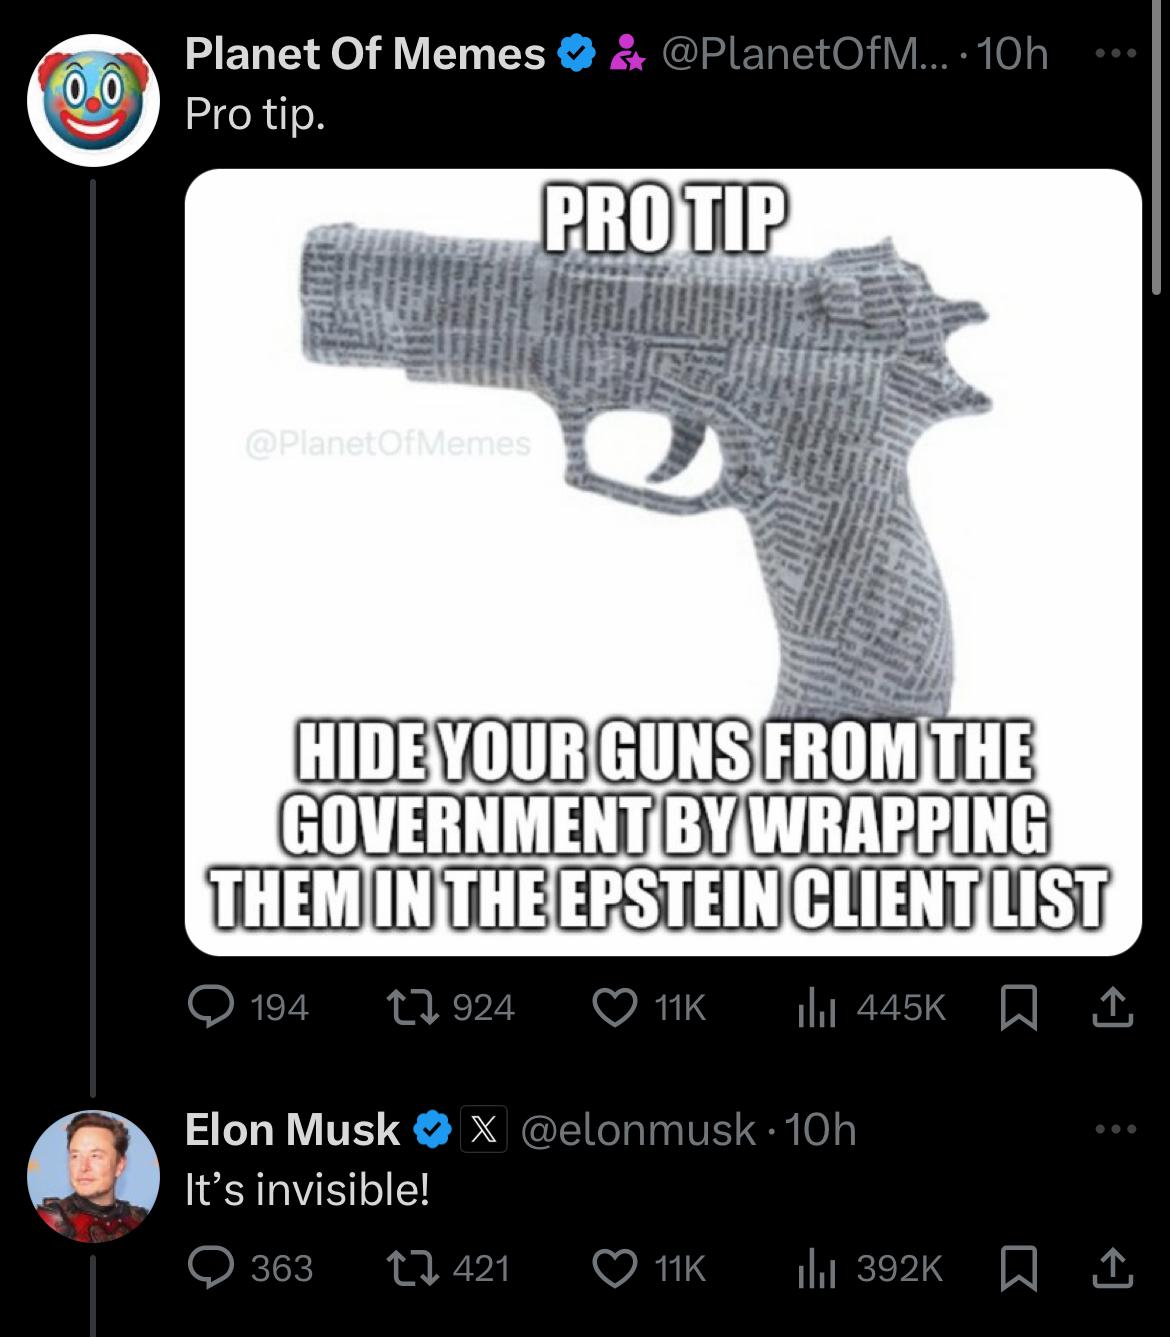 Planet Of Memes @PlanetOfM... · 10h
Pro tip.
PRO TIP
@PlanetOfMemes
HIDE YOUR GUNS FROM THE
GOVERNMENT BY WRAPPING
THEM IN THE EPSTEIN CLIENT LIST
194 924 11K 445K
Elon Musk X @elonmusk · 10h
It’s invisible!
363 421 11K 392K